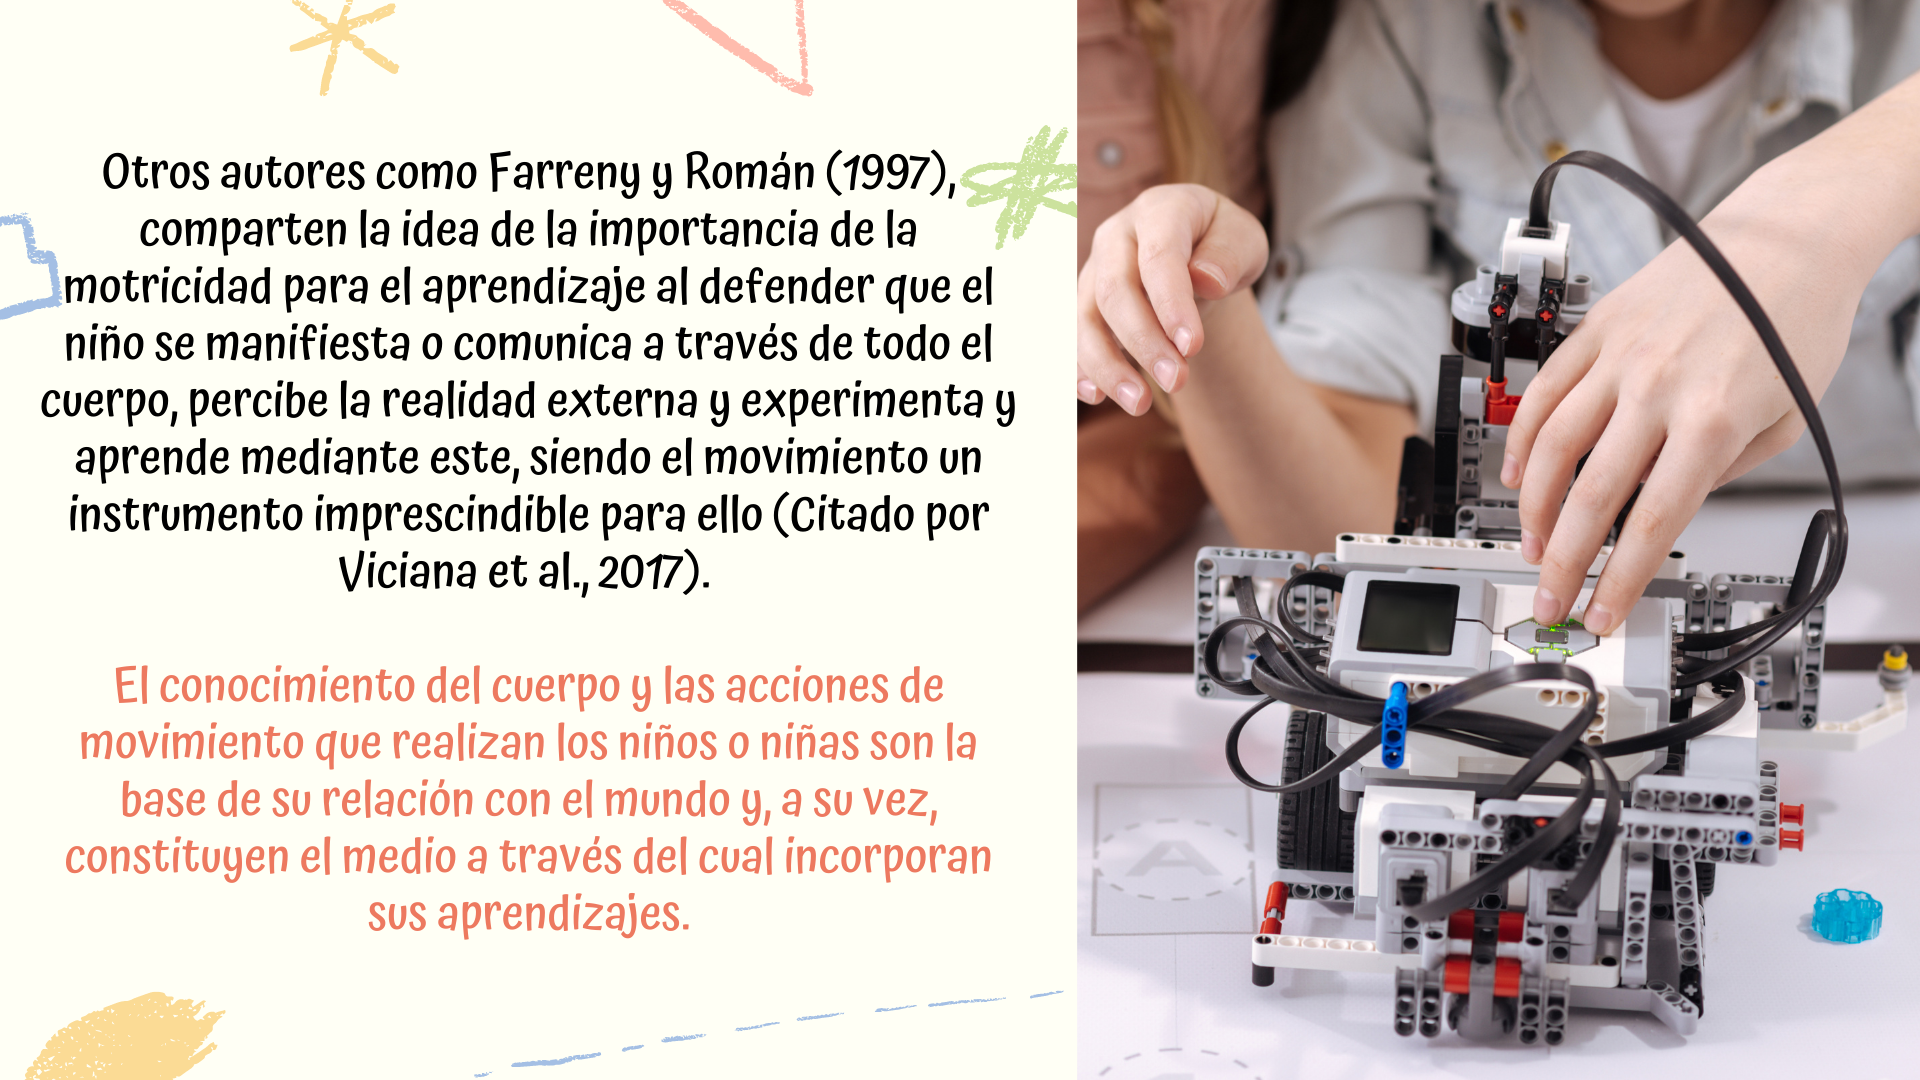 Otros autores como Farreny y Román (1997),
comparten la idea de la importancia de la
motricidad para el aprendizaje al defender que el
niño se manifiesta o comunica a través de todo el
cuerpo, percibe la realidad externa y experimenta y
aprende mediante este, siendo el movimiento un
instrumento imprescindible para ello (Citado por
Viciana et al., 2017).
El conocimiento del cuerpo y las acciones de
movimiento que realizan los niños o niñas son la
base de su relación con el mundo y, a su vez,
constituyen el medio a través del cual incorporan
sus aprendizajes.
A